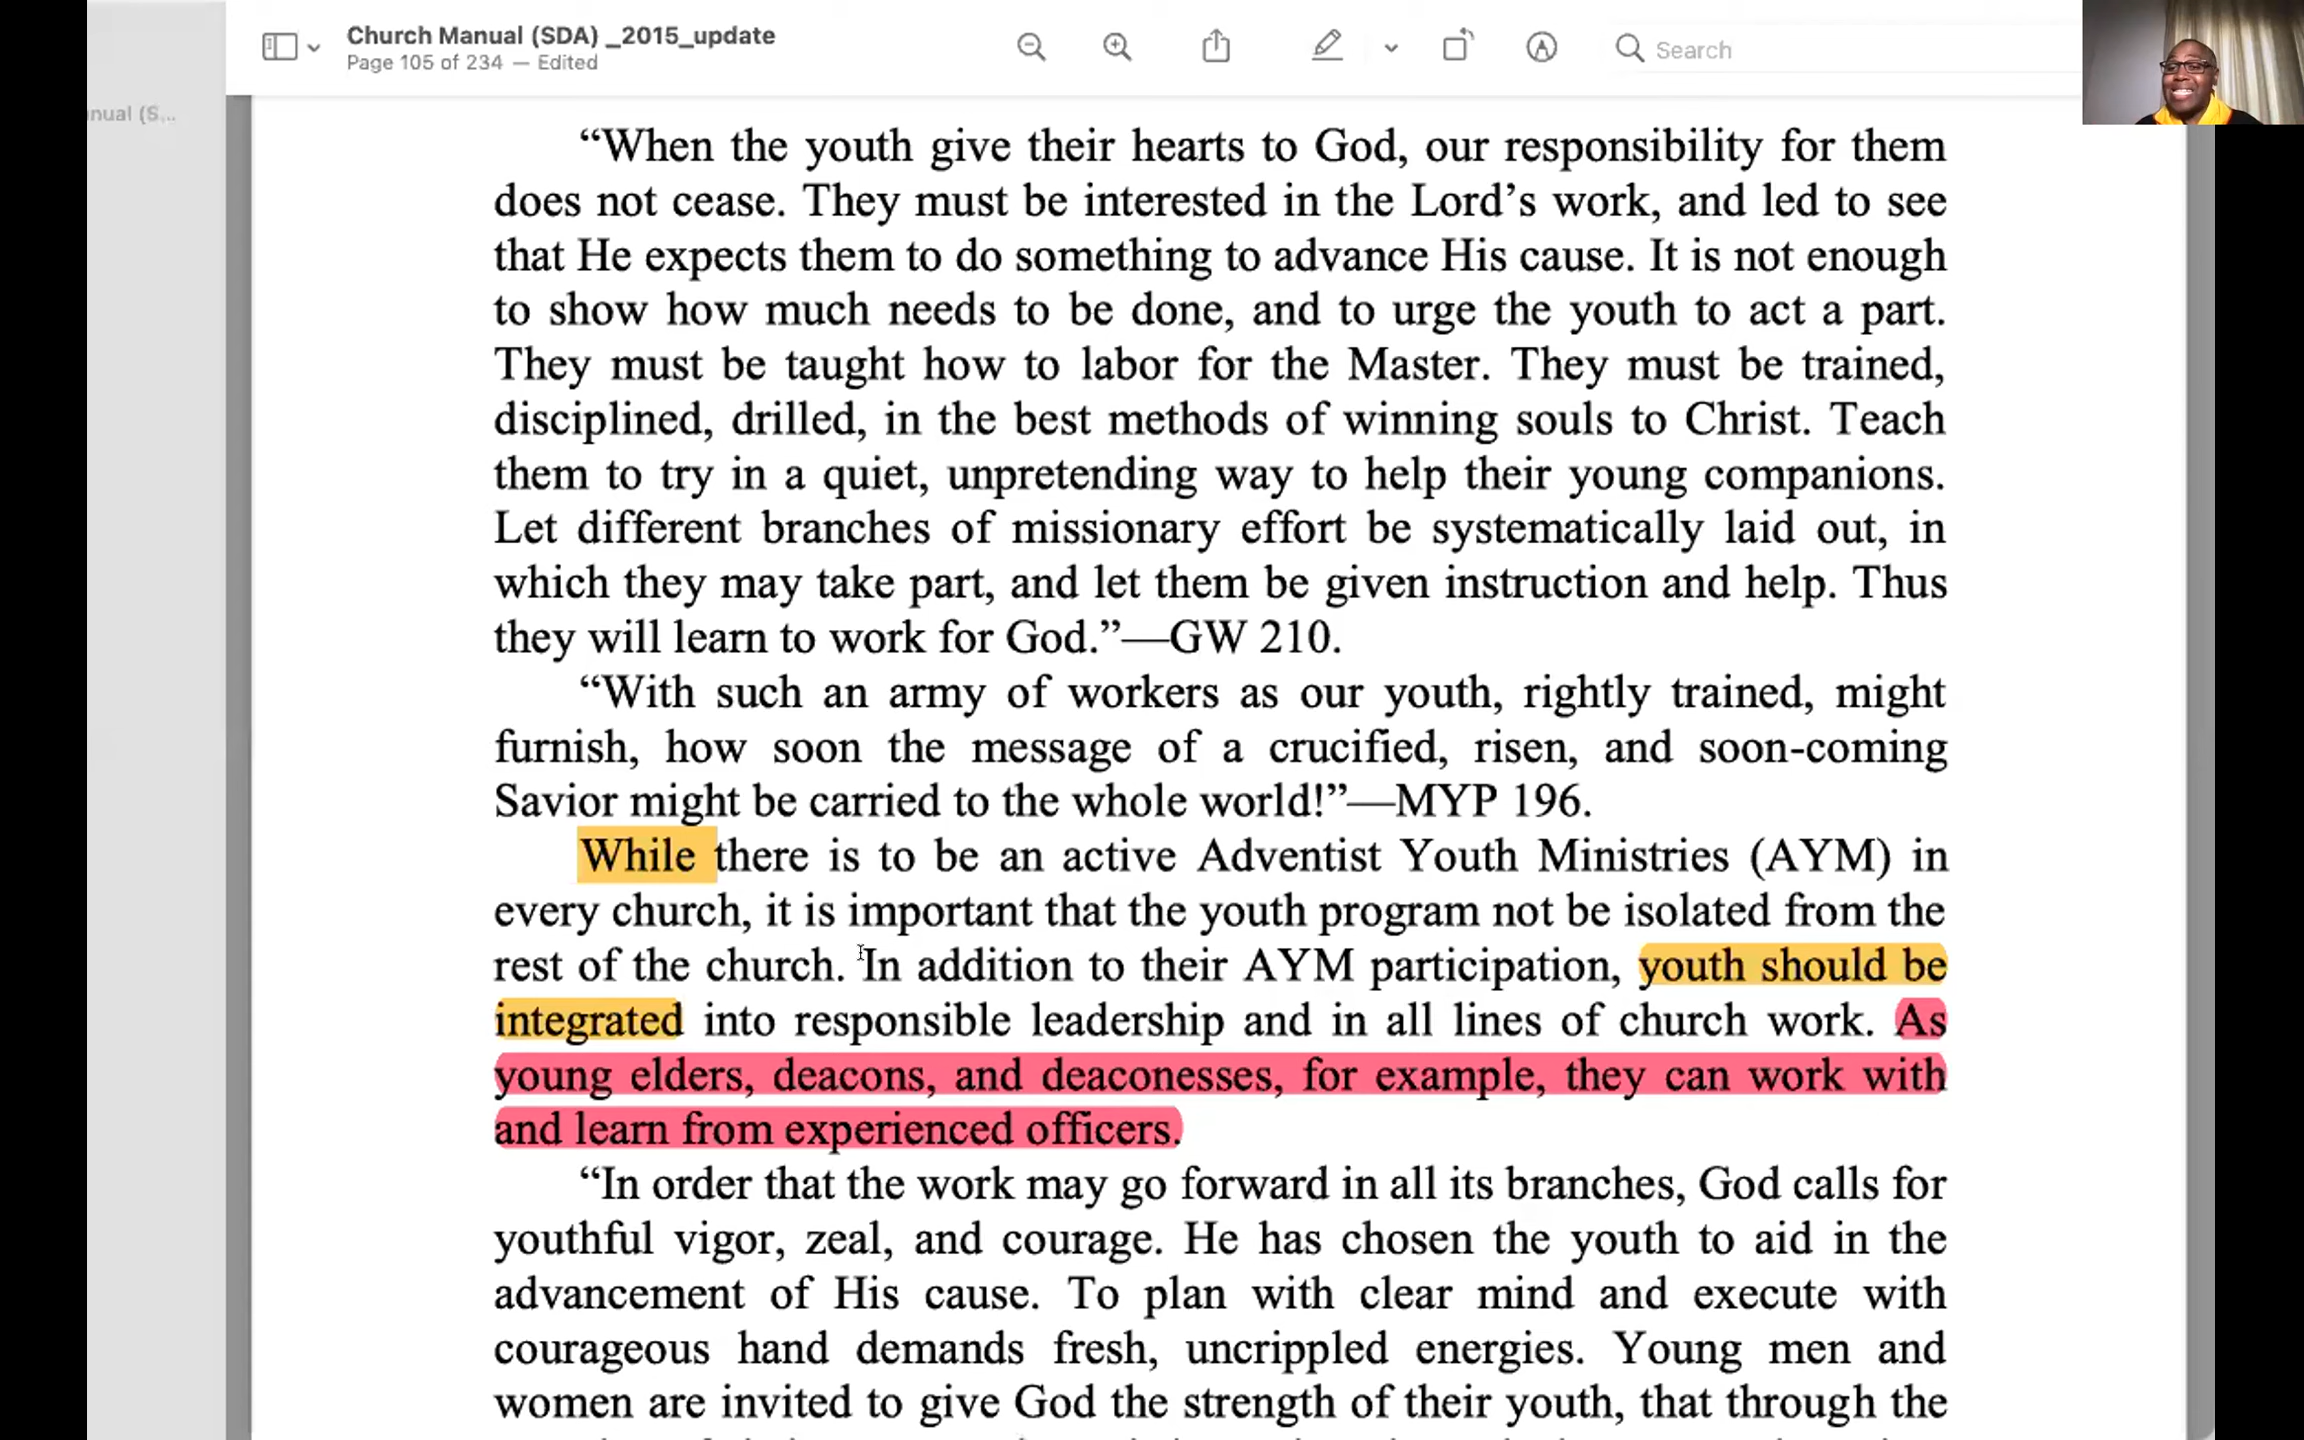 Church Manual (SDA) _2015_update
Page 105 of 234 — Edited
Search
nual (S...
“When the youth give their hearts to God, our responsibility for them
does not cease. They must be interested in the Lord’s work, and led to see
that He expects them to do something to advance His cause. It is not enough
to show how much needs to be done, and to urge the youth to act a part.
They must be taught how to labor for the Master. They must be trained,
disciplined, drilled, in the best methods of winning souls to Christ. Teach
them to try in a quiet, unpretending way to help their young companions.
Let different branches of missionary effort be systematically laid out, in
which they may take part, and let them be given instruction and help. Thus
they will learn to work for God.”—GW 210.
“With such an army of workers as our youth, rightly trained, might
furnish, how soon the message of a crucified, risen, and soon-coming
Savior might be carried to the whole world!”—MYP 196.
While there is to be an active Adventist Youth Ministries (AYM) in
every church, it is important that the youth program not be isolated from the
rest of the church. In addition to their AYM participation, youth should be
integrated into responsible leadership and in all lines of church work. As
young elders, deacons, and deaconesses, for example, they can work with
and learn from experienced officers.
“In order that the work may go forward in all its branches, God calls for
youthful vigor, zeal, and courage. He has chosen the youth to aid in the
advancement of His cause. To plan with clear mind and execute with
courageous hand demands fresh, uncrippled energies. Young men and
women are invited to give God the strength of their youth, that through the